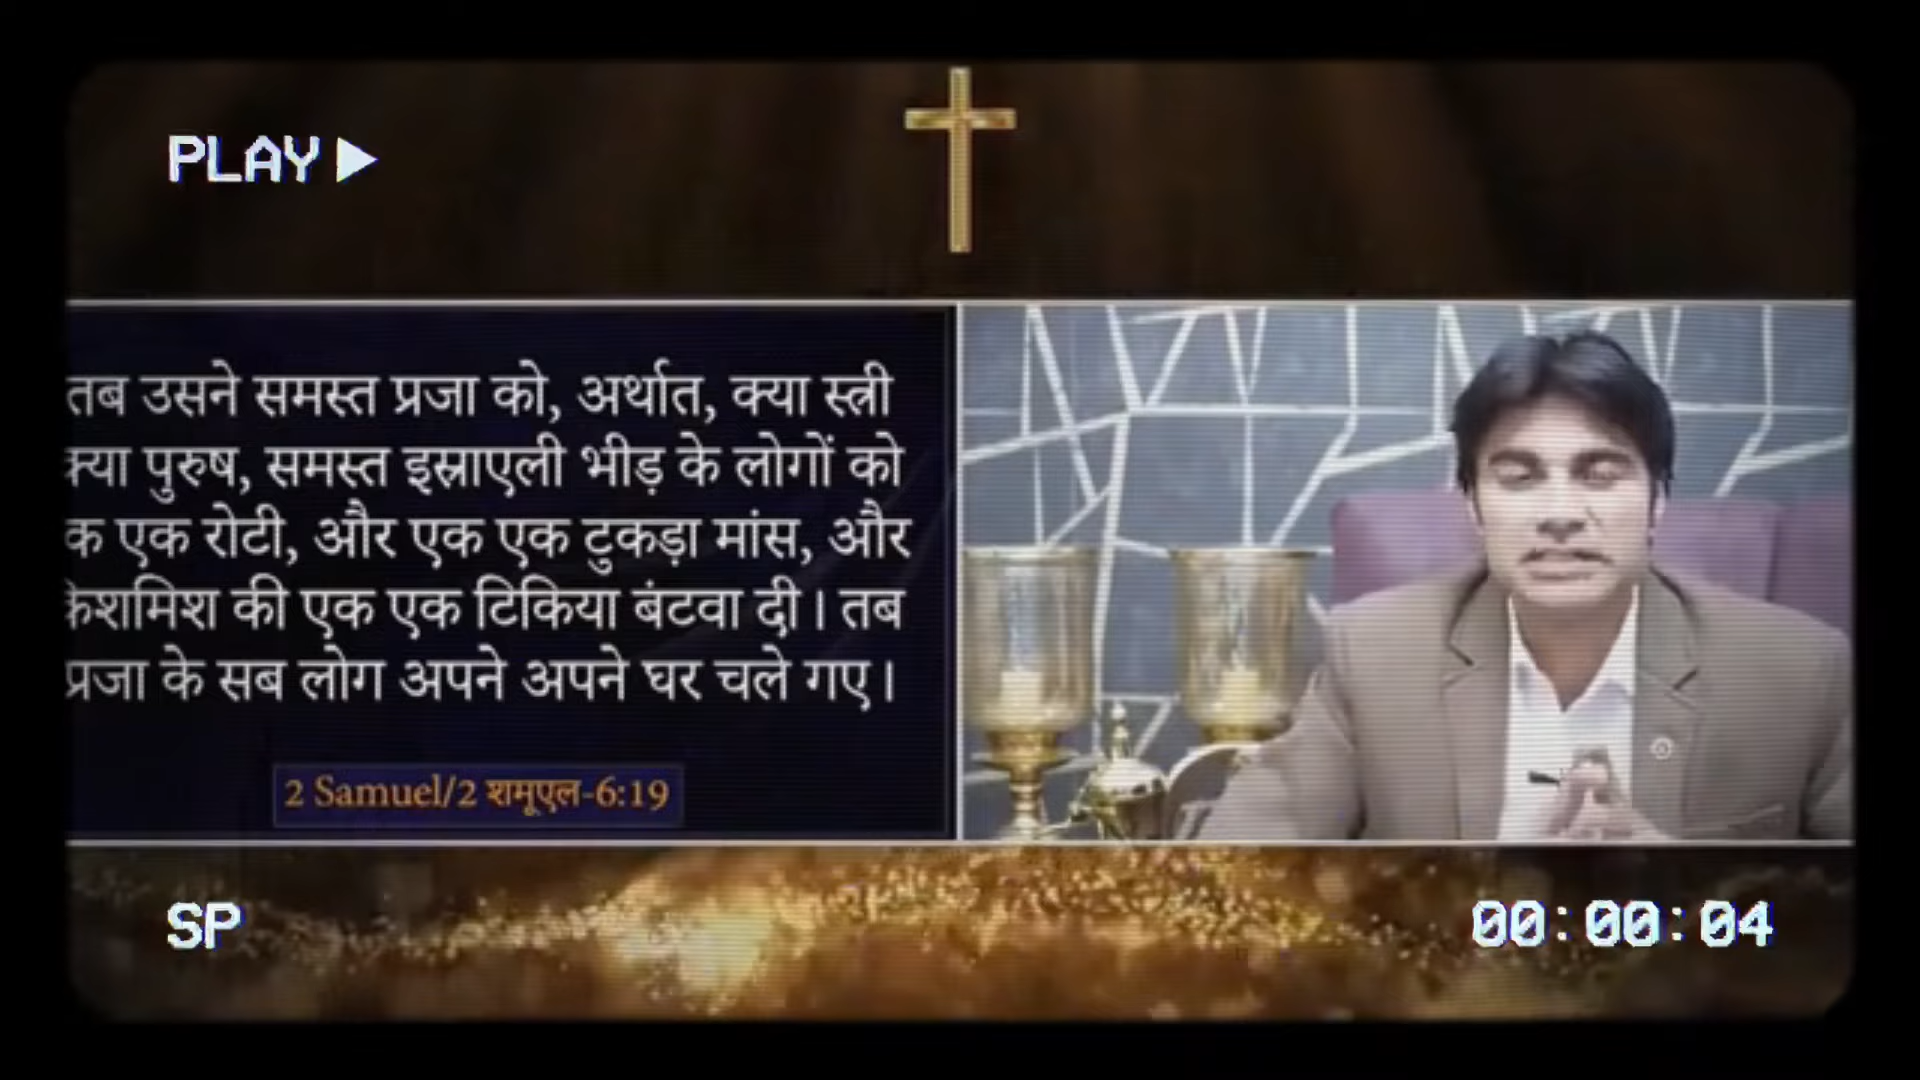 PLAY
तब उसने समस्त प्रजा को, अर्थात, क्या स्त्री
क्या पुरुष, समस्त इस्राएली भीड़ के लोगों को
एक रोटी, और एक एक टुकड़ा मांस, और
की एक एक टिकिया बंटवा दी। तब
प्रजा के सब लोग अपने अपने घर चले गए।
2 Samuel/2 शमूएल-6:19
SP
00:00:04